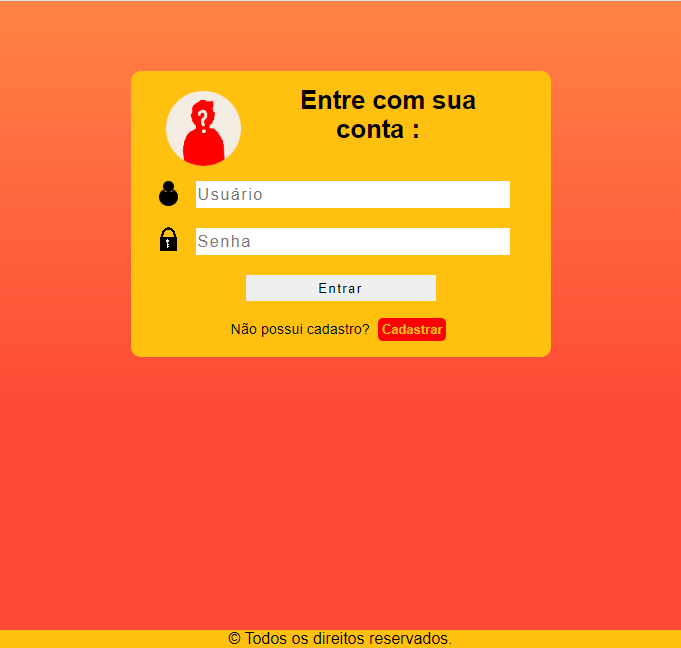 Entre com sua
conta :
Usuário
Senha
Entrar
Não possui cadastro? Cadastrar
© Todos os direitos reservados.